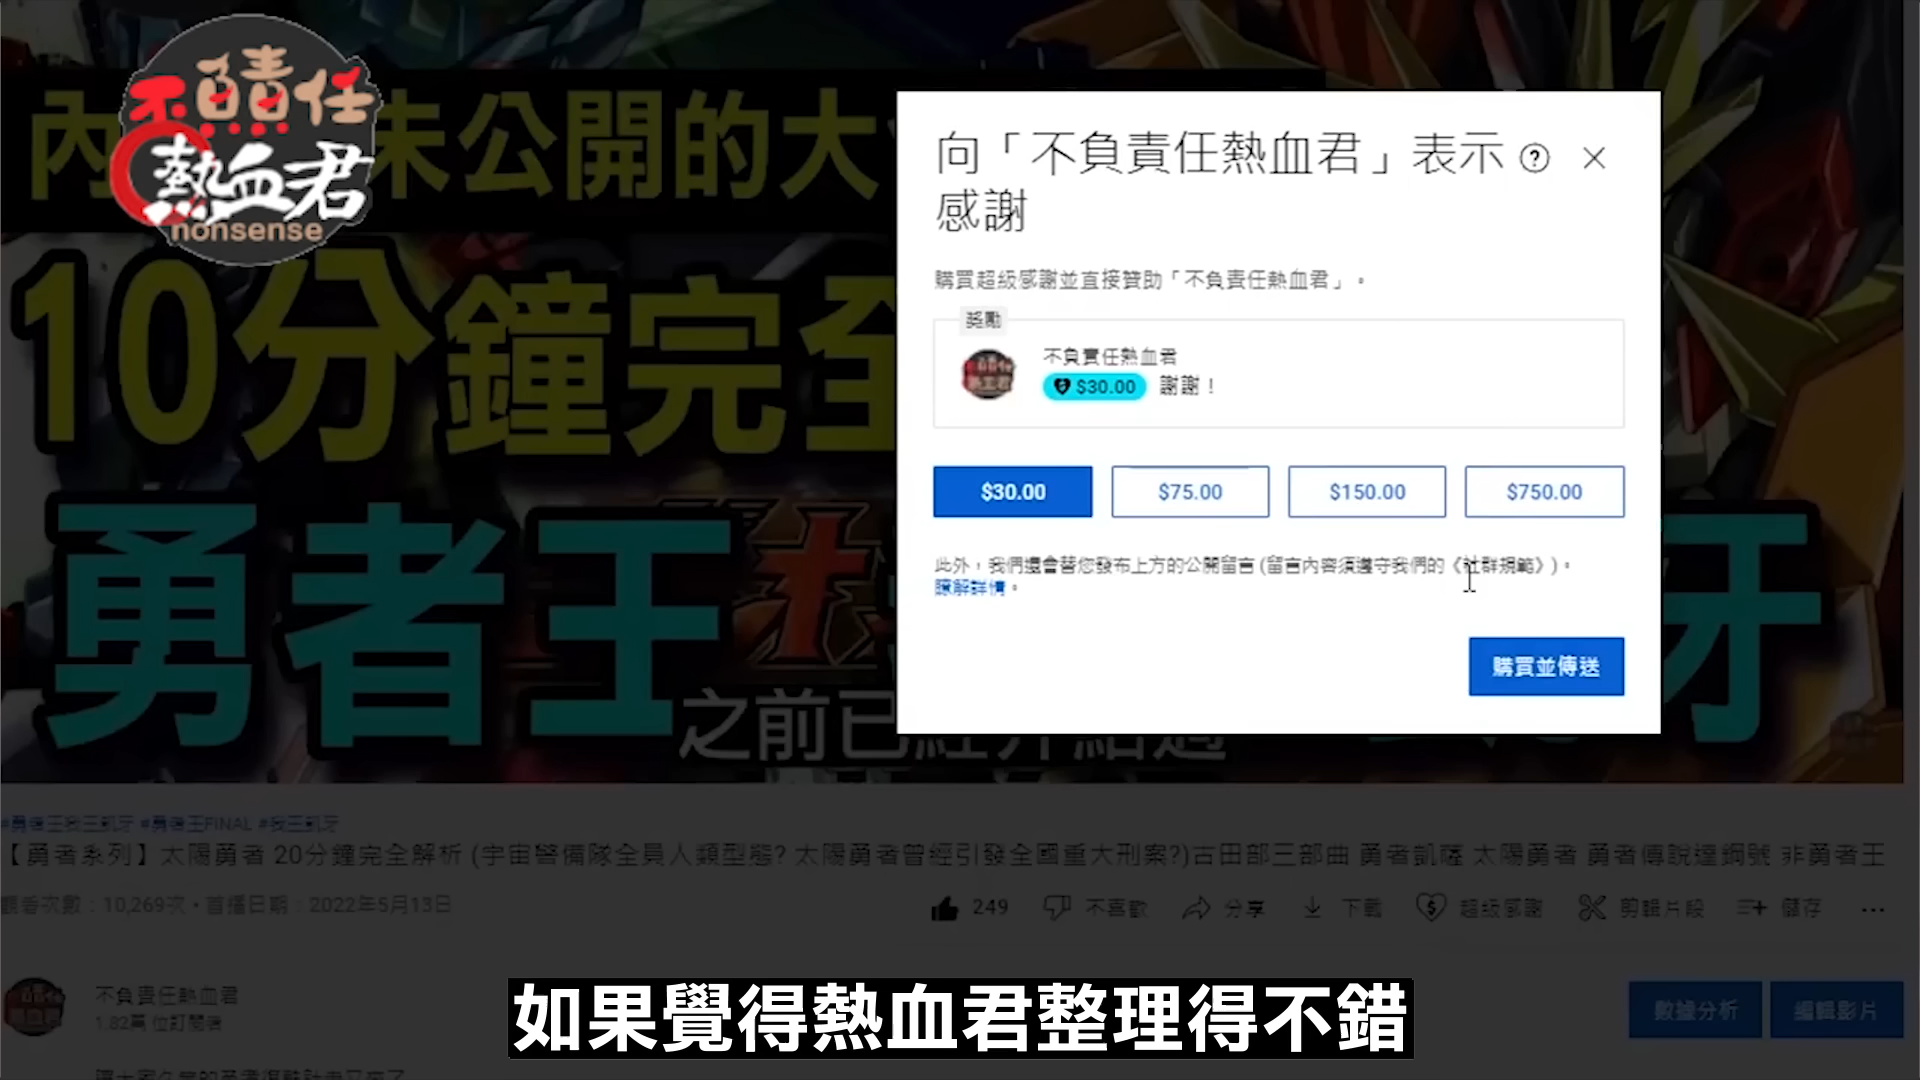 不負責任
熱血君
nonsense
未公開的大
10分鐘完
勇者王
牙
向「不負責任熱血君」表示
感謝
購買超級感謝並直接贊助「不負責任熱血君」。
獎勵
不負責任熱血君
$30.00 謝謝！
$30.00 $75.00 $150.00 $750.00
此外，我們還會替您發布上方的公開留言 (留言內容須遵守我們的《社群規範》)。
瞭解詳情。
購買並傳送
之前已經介紹過
#勇者王我王凱牙 #勇者王FINAL #我王凱牙
【勇者系列】太陽勇者 20分鐘完全解析 (宇宙警備隊全員人類型態? 太陽勇者曾經引發全國重大刑案?)古田部三部曲 勇者凱薩 太陽勇者 勇者傳說達鋼號 非勇者王
觀看次數：10,269次 • 首播日期：2022年5月13日
249 不喜歡 分享 下載 超級感謝 剪輯片段 儲存
不負責任熱血君
1.82萬 位訂閱者
數據分析 編輯影片
如果覺得熱血君整理得不錯